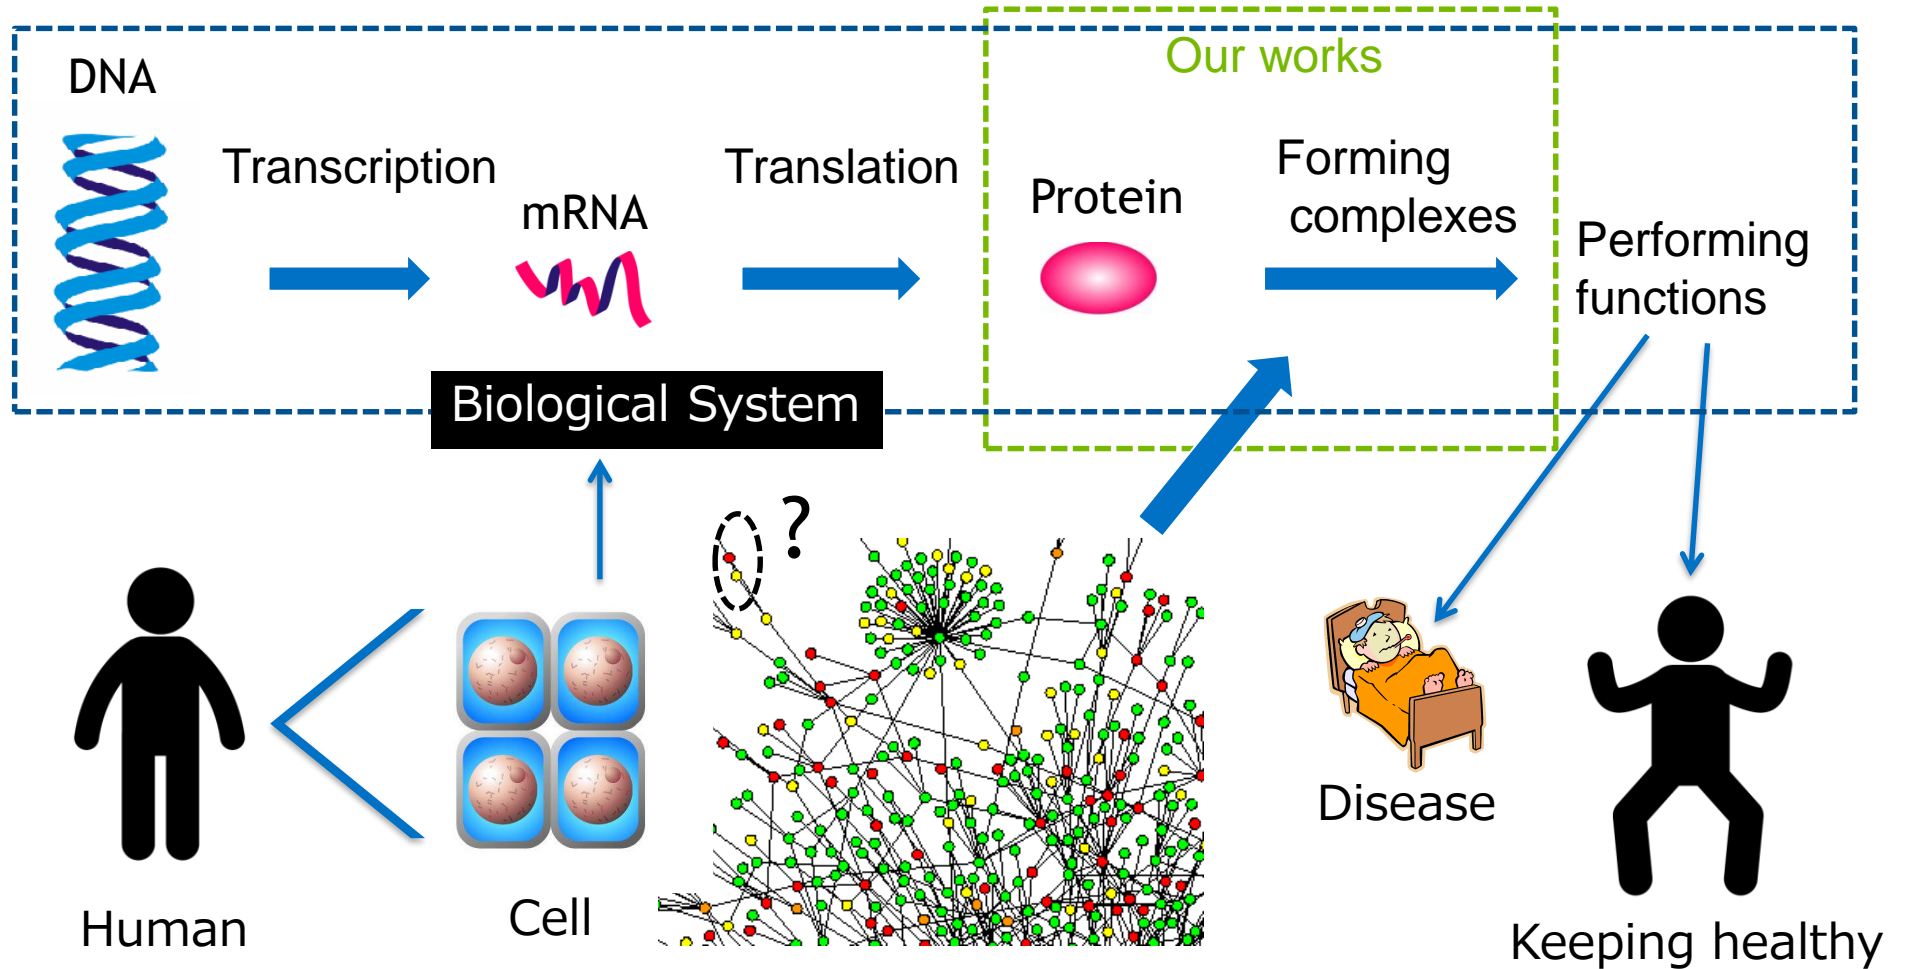 Our works
DNA
Transcription
mRNA
Translation
Protein
Forming
complexes
Performing
functions
Biological System
?
Human
Cell
Disease
Keeping healthy